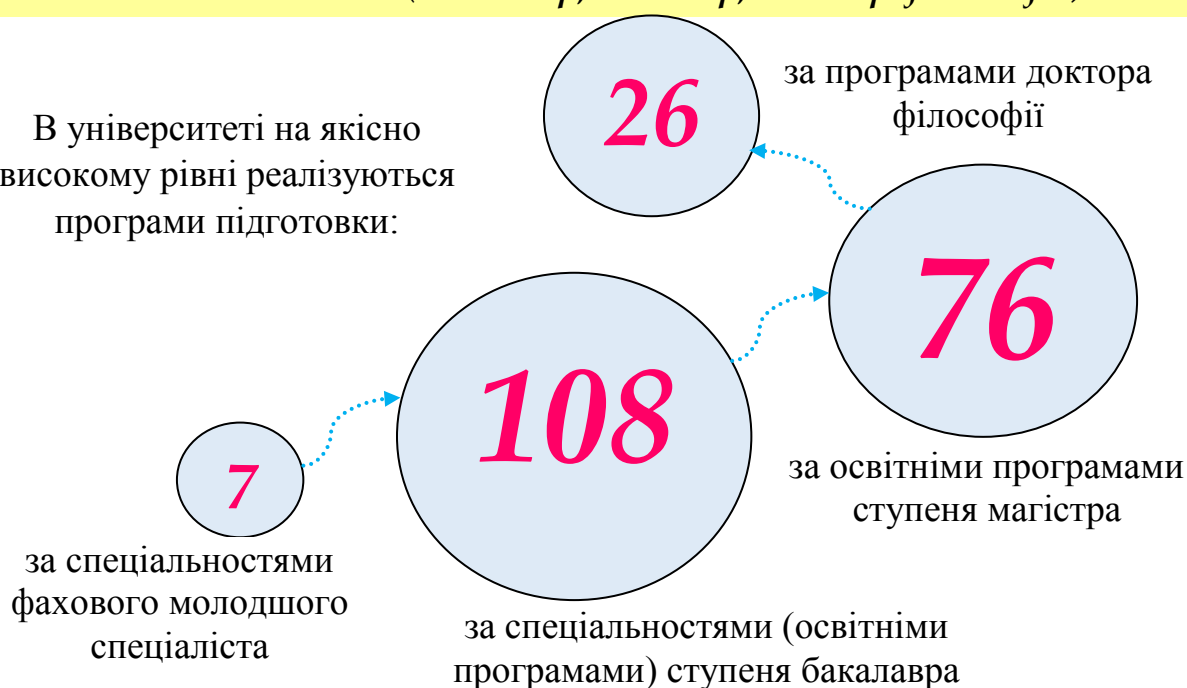 В університеті на якісно
високому рівні реалізуються
програми підготовки:
26
за програмами доктора
філософії
76
за освітніми програмами
ступеня магістра
108
за спеціальностями (освітніми
програмами) ступеня бакалавра
7
за спеціальностями
фахового молодшого
спеціаліста